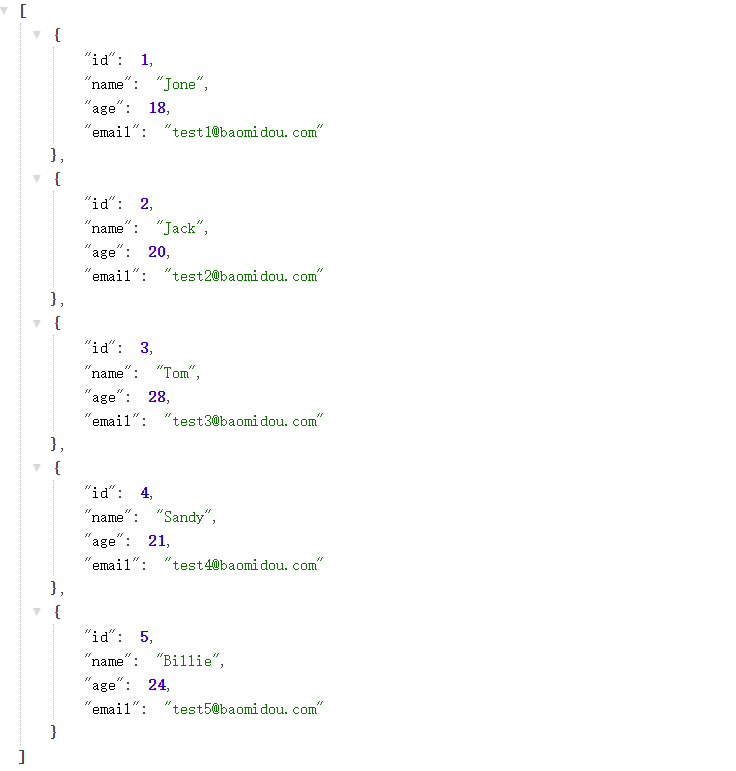 [
{
"id": 1,
"name": "Jone",
"age": 18,
"email": "test1@baomidou.com"
},
{
"id": 2,
"name": "Jack",
"age": 20,
"email": "test2@baomidou.com"
},
{
"id": 3,
"name": "Tom",
"age": 28,
"email": "test3@baomidou.com"
},
{
"id": 4,
"name": "Sandy",
"age": 21,
"email": "test4@baomidou.com"
},
{
"id": 5,
"name": "Billie",
"age": 24,
"email": "test5@baomidou.com"
}
]